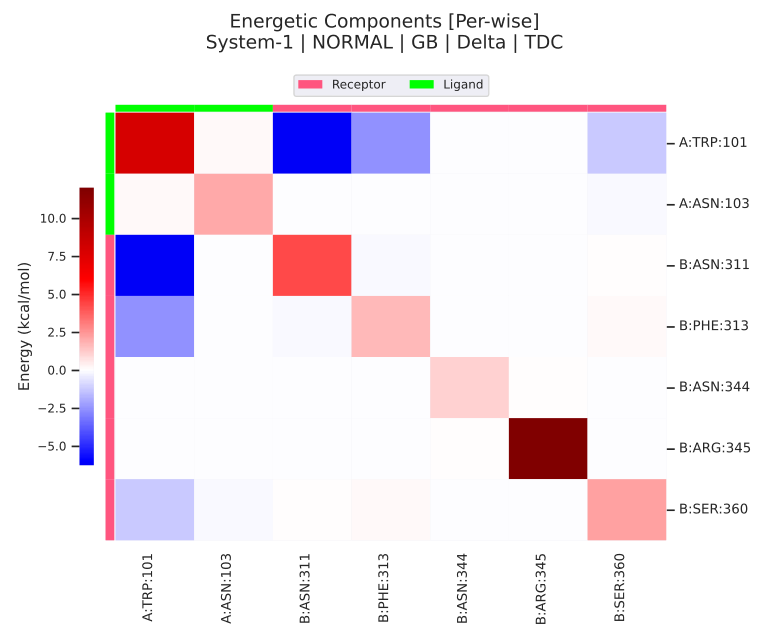 Energetic Components [Per-wise]
System-1 | NORMAL | GB | Delta | TDC
Receptor
Ligand
A:TRP:101
A:ASN:103
B:ASN:311
B:PHE:313
B:ASN:344
B:ARG:345
B:SER:360
Energy (kcal/mol)
10.0
7.5
5.0
2.5
0.0
−2.5
−5.0
A:TRP:101
A:ASN:103
B:ASN:311
B:PHE:313
B:ASN:344
B:ARG:345
B:SER:360